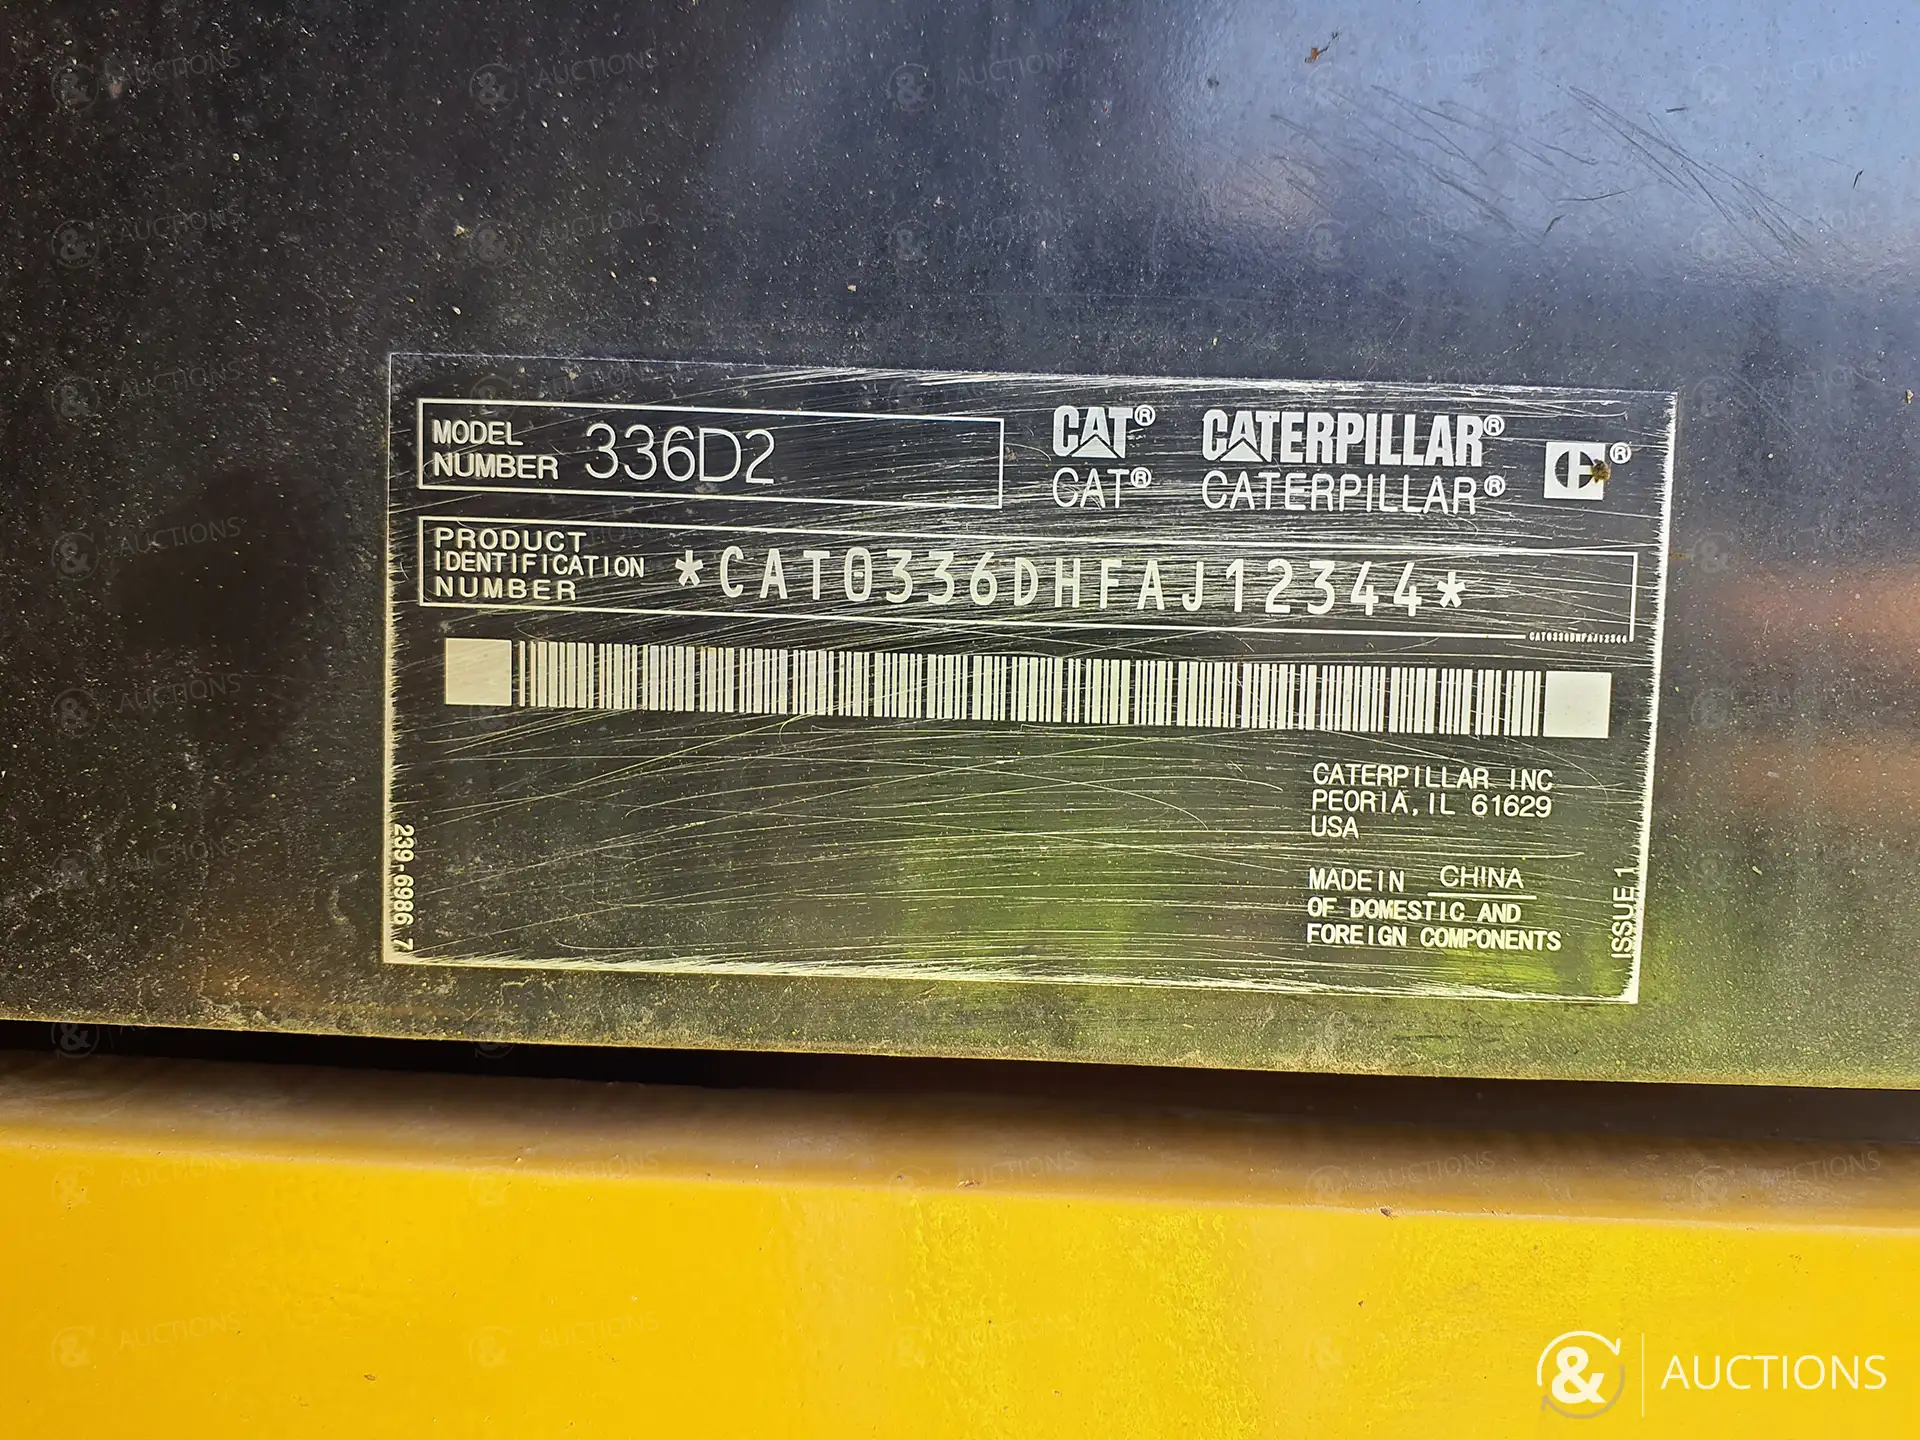 MODEL
NUMBER 336D2
CAT® CATERPILLAR®
CAT® CATERPILLAR®
PRODUCT
IDENTIFICATION
NUMBER
*CAT0336DHFAJ12344*
CAT0336DHFAJ12344
CATERPILLAR INC
PEORIA, IL 61629
USA
MADE IN CHINA
OF DOMESTIC AND
FOREIGN COMPONENTS
239-6986 7
ISSUE 1
& AUCTIONS